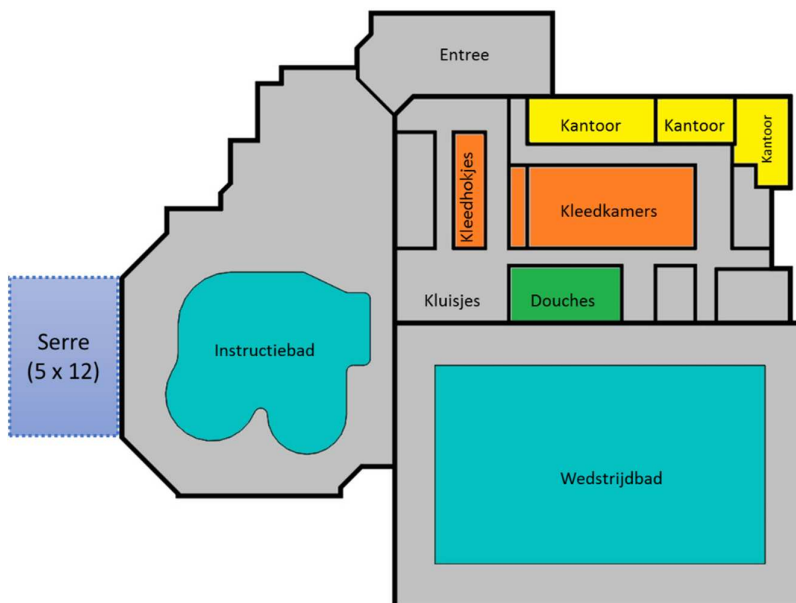 Entree
Kantoor
Kantoor
Kantoor
Kleedhokjes
Kleedkamers
Kluisjes
Douches
Serre
(5 x 12)
Instructiebad
Wedstrijdbad